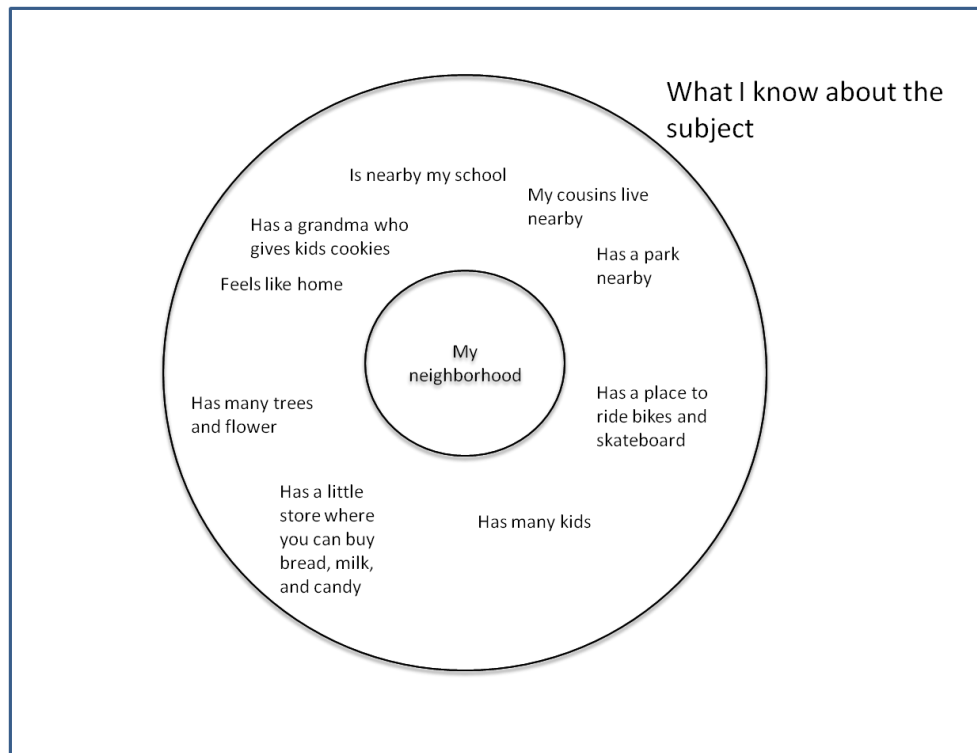 What I know about the
subject
Is nearby my school
My cousins live
nearby
Has a grandma who
gives kids cookies
Has a park
nearby
Feels like home
My
neighborhood
Has many trees
and flower
Has a place to
ride bikes and
skateboard
Has a little
store where
you can buy
bread, milk,
and candy
Has many kids